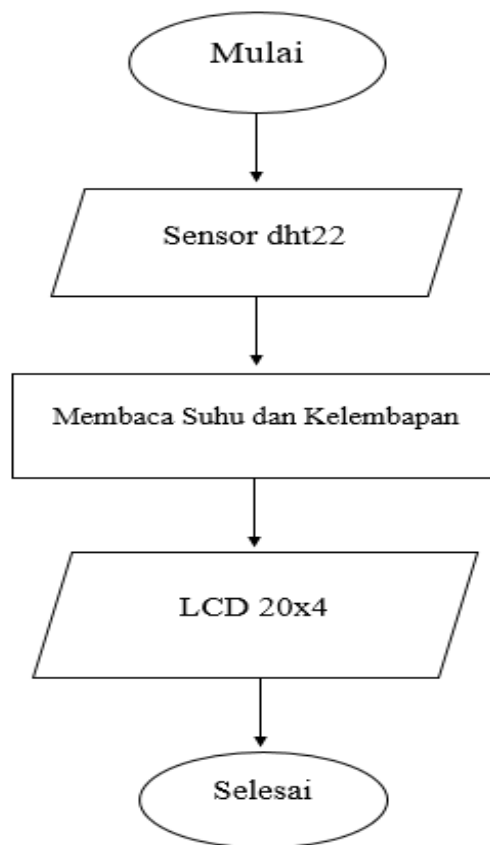 Mulai
Sensor dht22
Membaca Suhu dan Kelembapan
LCD 20x4
Selesai